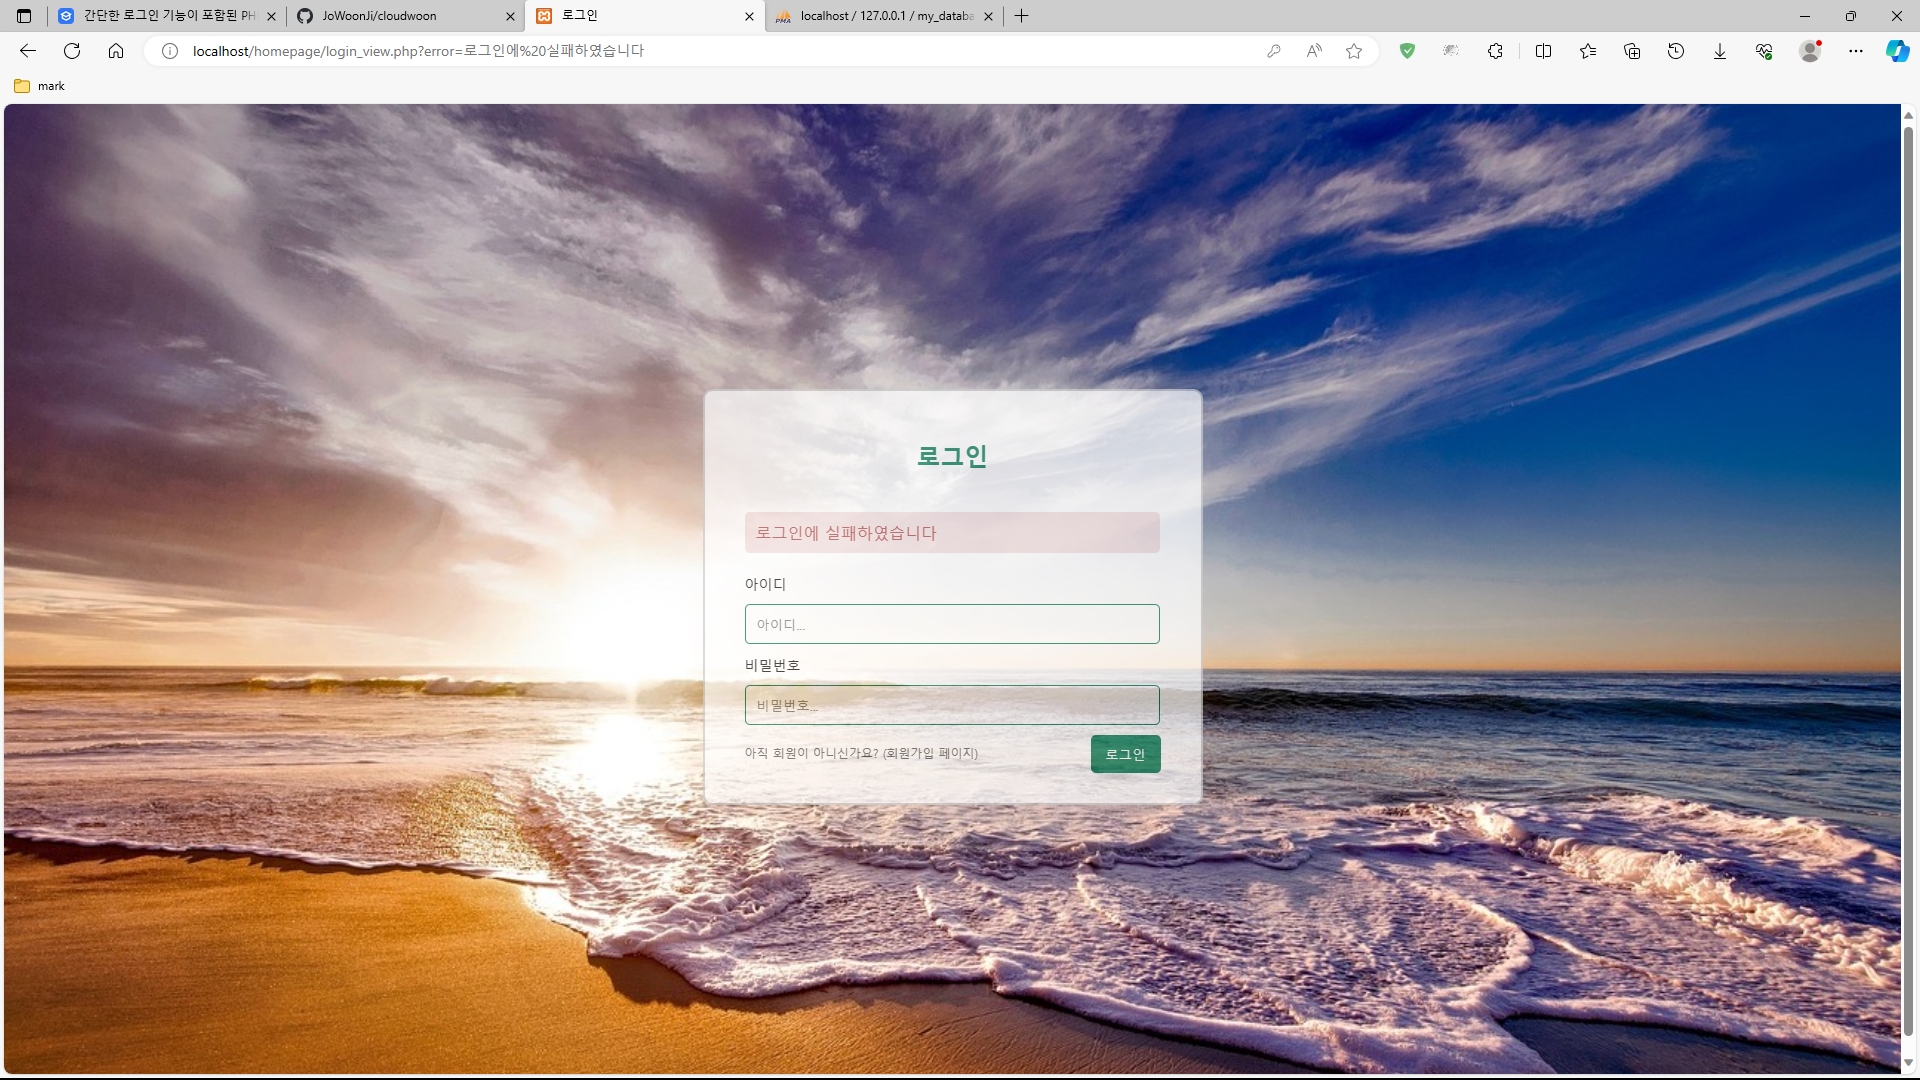 간단한 로그인 기능이 포함된 PH
JoWoonJi/cloudwoon
로그인
localhost / 127.0.0.1 / my_databa
localhost/homepage/login_view.php?error=로그인에%20실패하였습니다
mark
로그인
로그인에 실패하였습니다
아이디
아이디...
비밀번호
비밀번호...
아직 회원이 아니신가요? (회원가입 페이지)
로그인